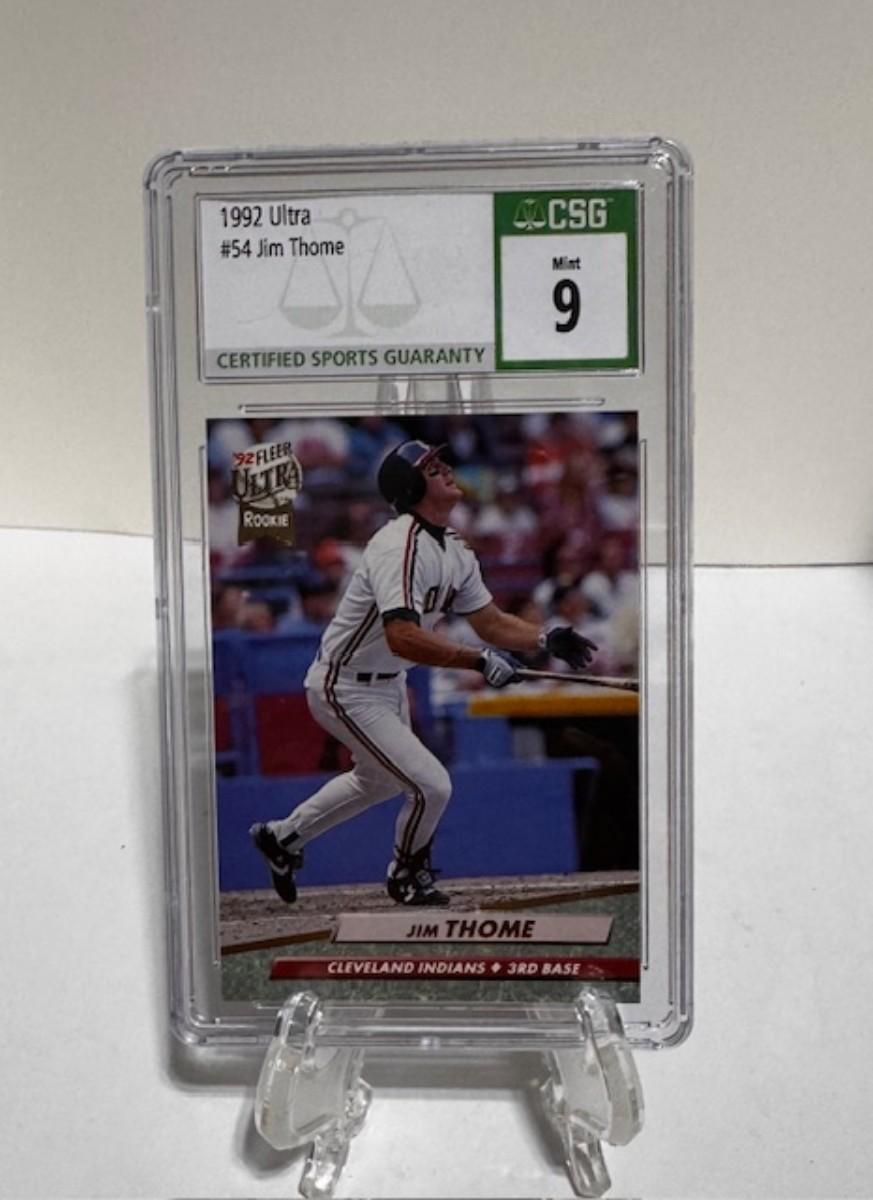 1992 Ultra
#54 Jim Thome
CERTIFIED SPORTS GUARANTY
CSG™
Mint
9
'92 FLEER
ULTRA
ROOKIE
JIM THOME
CLEVELAND INDIANS ♦ 3RD BASE